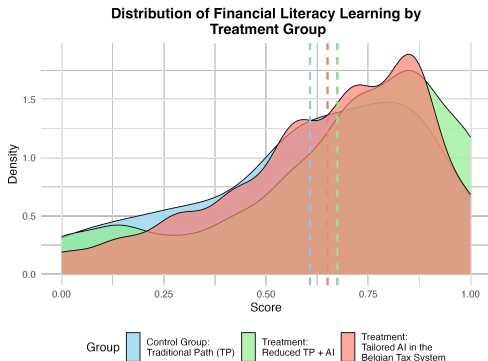 Distribution of Financial Literacy Learning by
Treatment Group
Density
1.5
1.0
0.5
0.0
0.00 0.25 0.50 0.75 1.00
Score
Group
Control Group:
Traditional Path (TP)
Treatment:
Reduced TP + AI
Treatment:
Tailored AI in the
Belgian Tax System